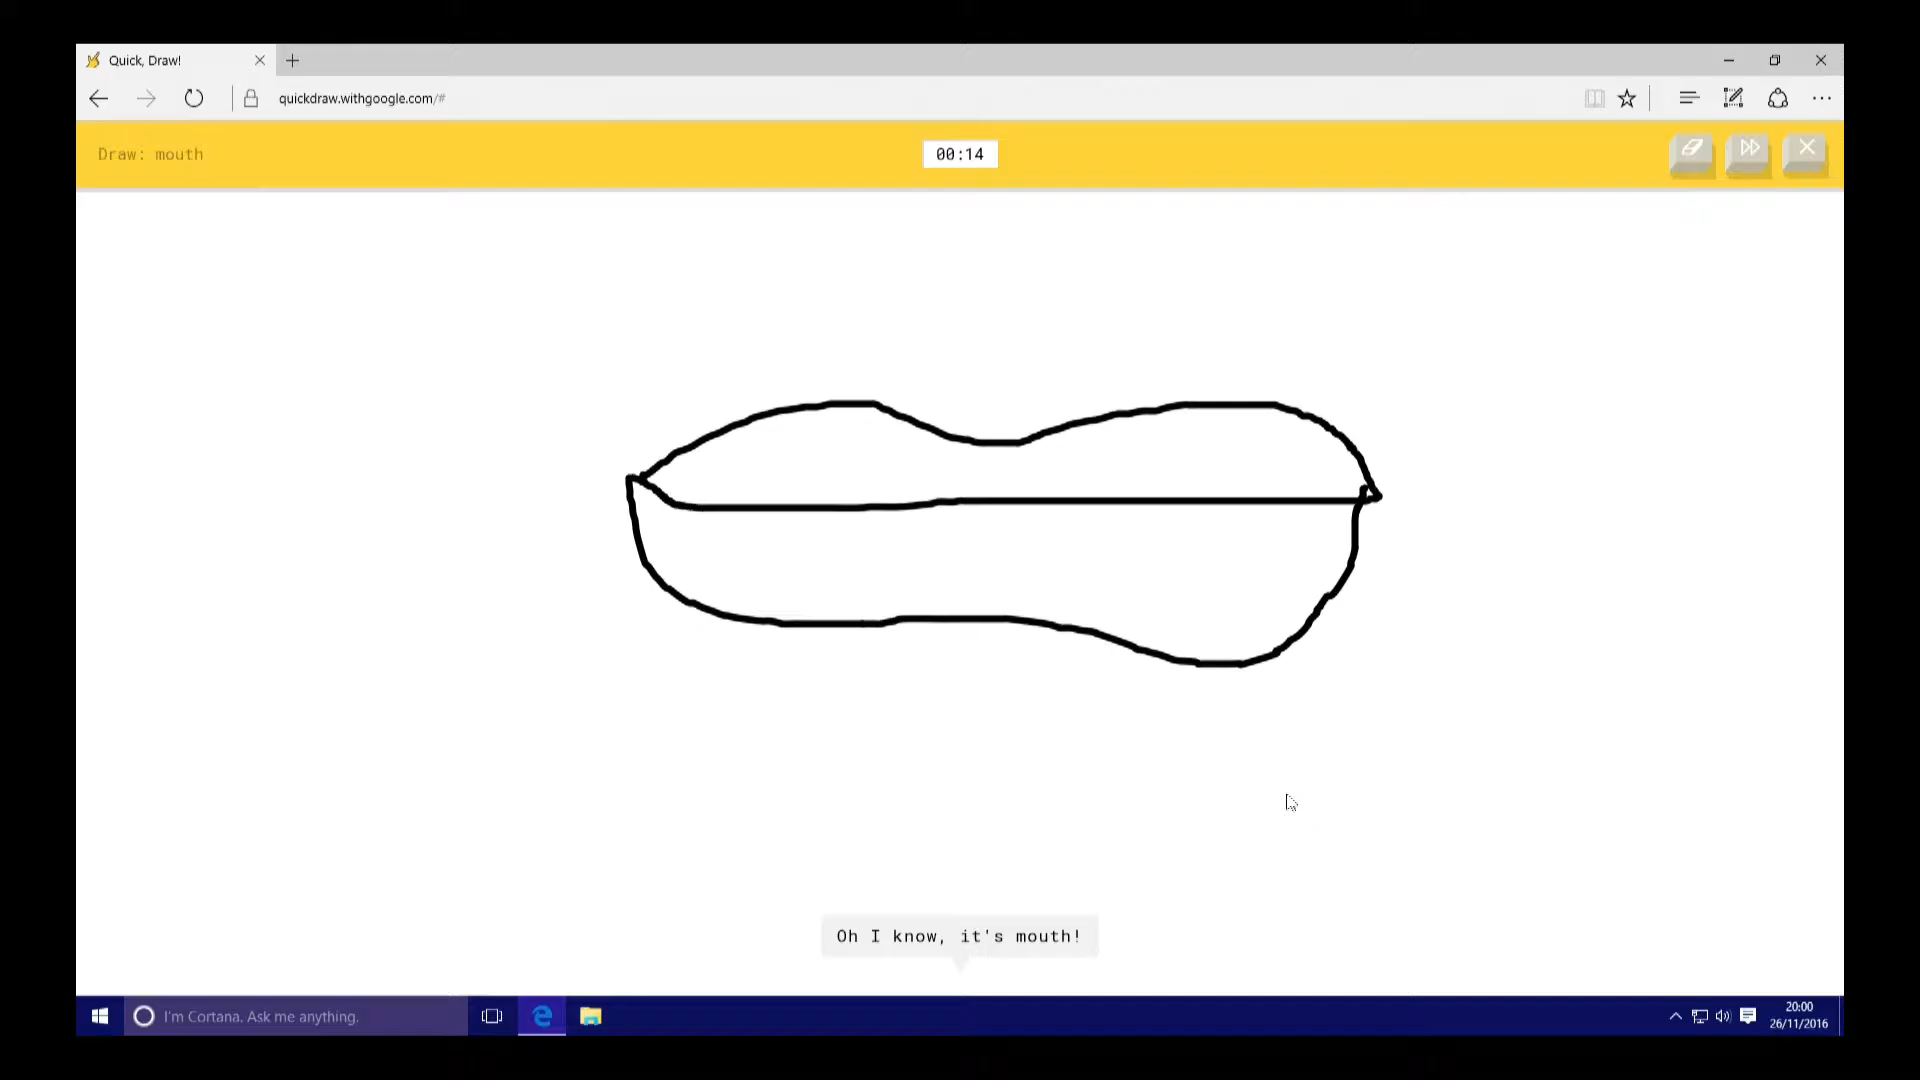 Quick, Draw!
quickdraw.withgoogle.com/#
Draw: mouth
00:14
Oh I know, it's mouth!
I'm Cortana. Ask me anything.
20:00
26/11/2016